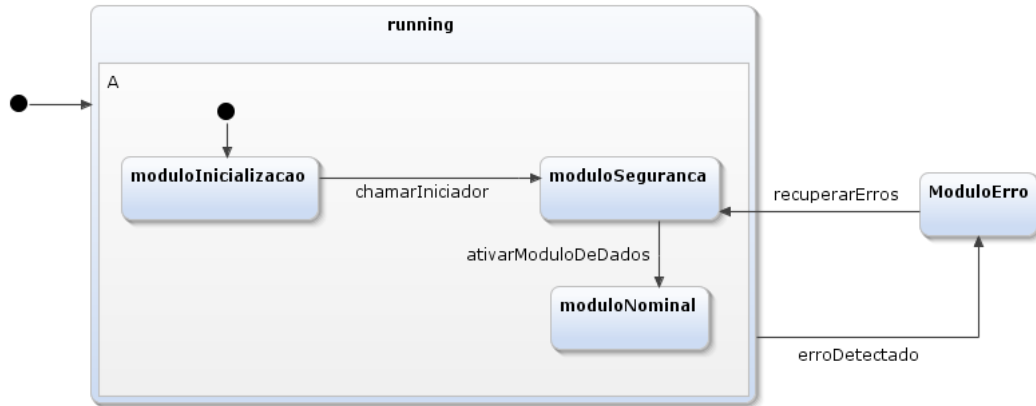 running
A
moduloInicializacao
chamarIniciador
moduloSeguranca
recuperarErros
ModuloErro
ativarModuloDeDados
moduloNominal
erroDetectado